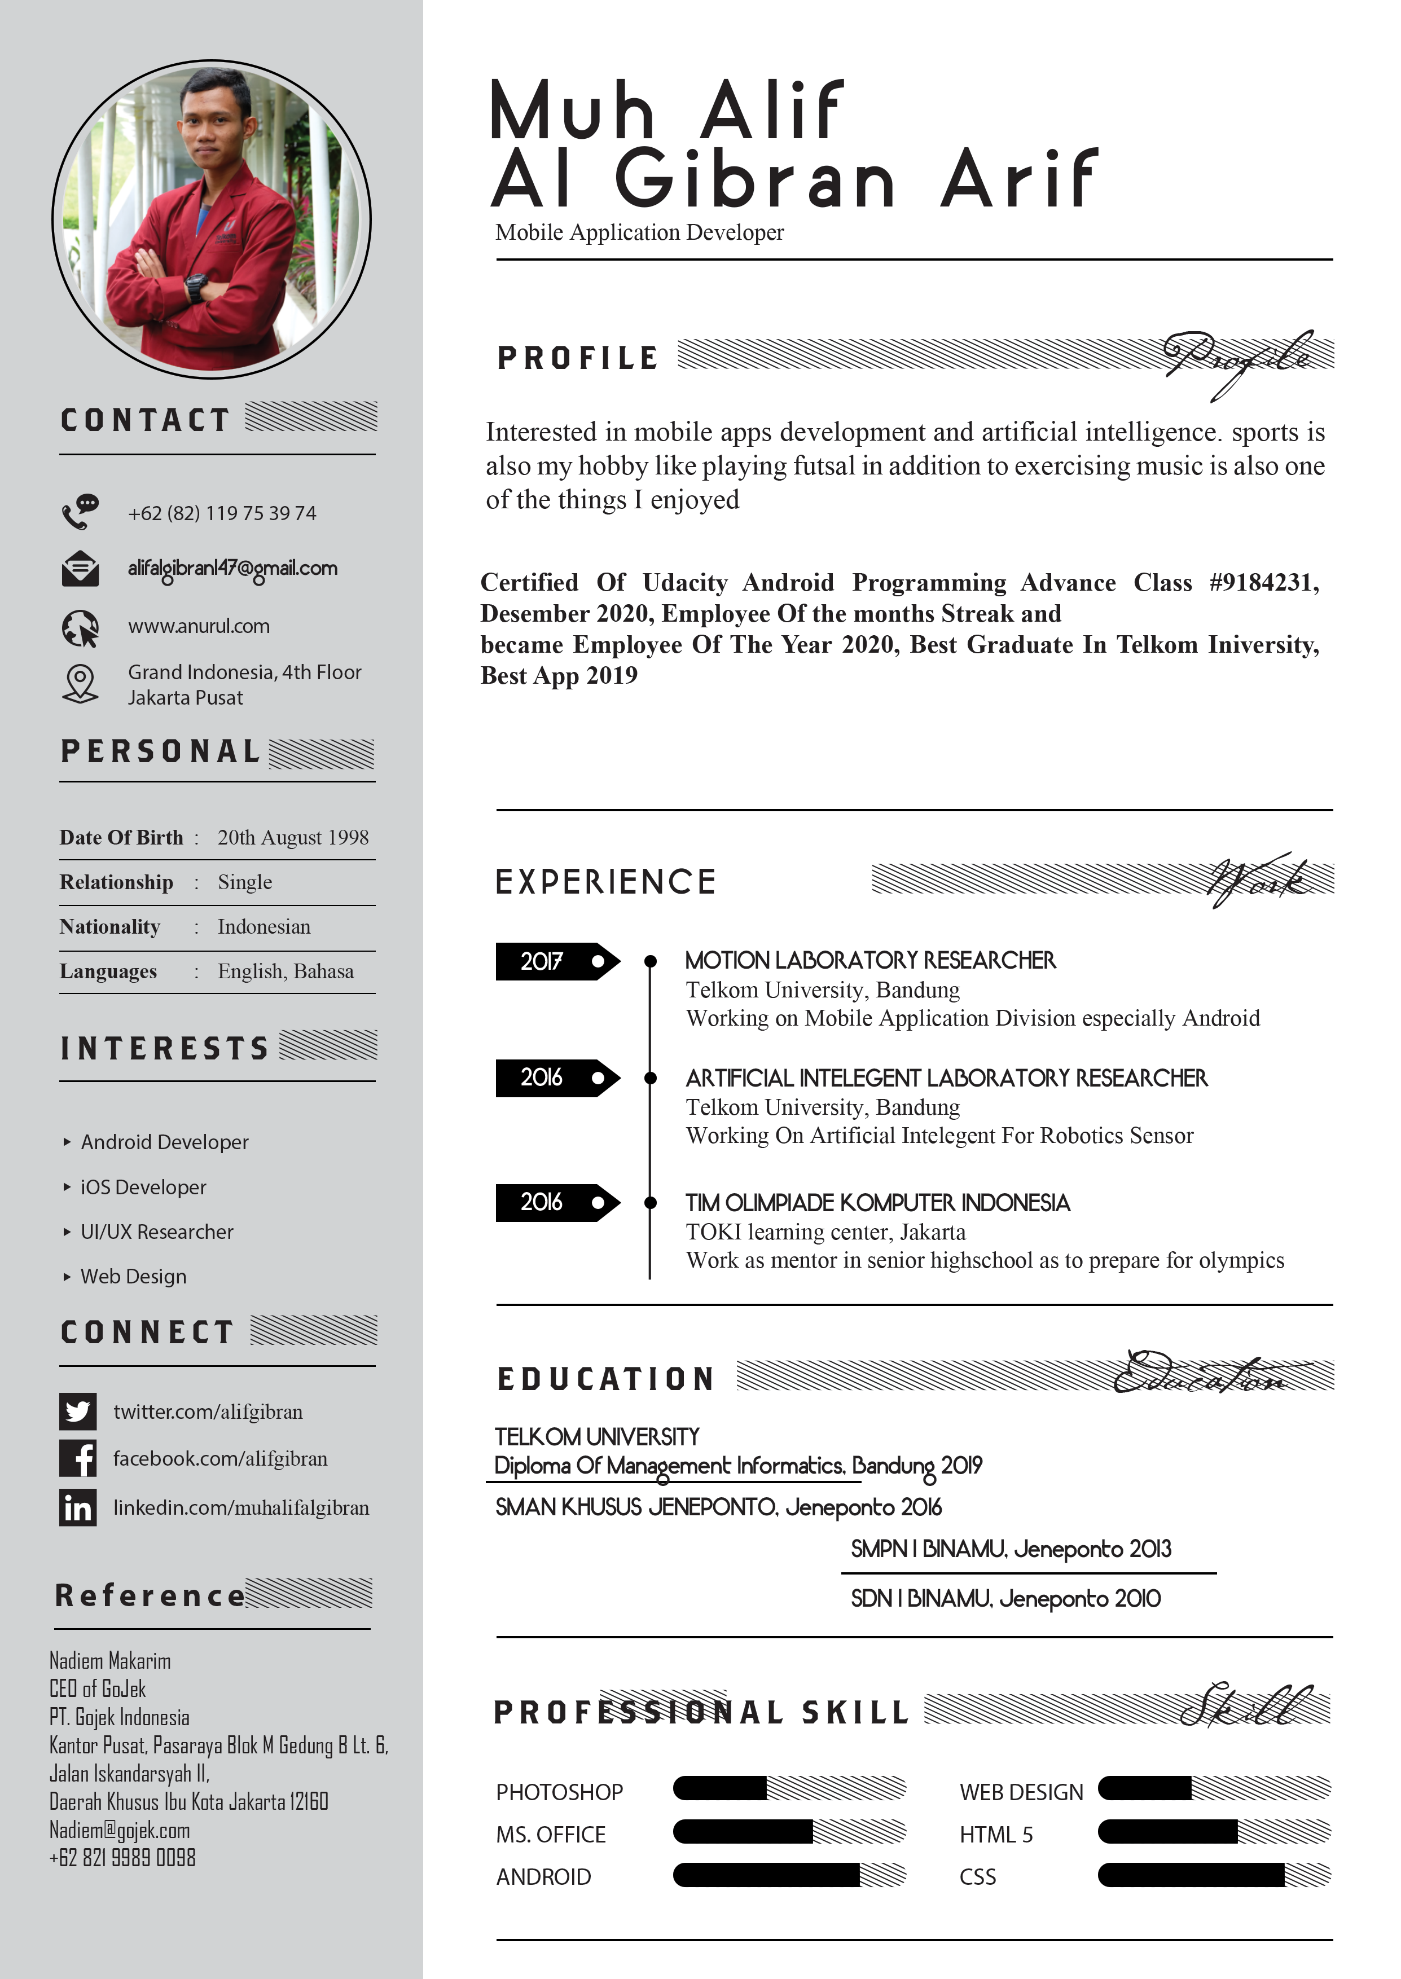 Muh Alif
Al Gibran Arif
Mobile Application Developer
CONTACT
+62 (82) 119 75 39 74
alifalgibran147@gmail.com
www.anurul.com
Grand Indonesia, 4th Floor
Jakarta Pusat
PERSONAL
Date Of Birth : 20th August 1998
Relationship : Single
Nationality : Indonesian
Languages : English, Bahasa
INTERESTS
Android Developer
iOS Developer
UI/UX Researcher
Web Design
CONNECT
twitter.com/alifgibran
facebook.com/alifgibran
linkedin.com/muhalifalgibran
Reference
Nadiem Makarim
CEO of GoJek
PT. Gojek Indonesia
Kantor Pusat, Pasaraya Blok M Gedung B Lt. 6,
Jalan Iskandarsyah II,
Daerah Khusus Ibu Kota Jakarta 12160
Nadiem@gojek.com
+62 821 9989 0098
PROFILE Profile
Interested in mobile apps development and artificial intelligence. sports is
also my hobby like playing futsal in addition to exercising music is also one
of the things I enjoyed
Certified Of Udacity Android Programming Advance Class #9184231,
Desember 2020, Employee Of the months Streak and
became Employee Of The Year 2020, Best Graduate In Telkom Iniversity,
Best App 2019
EXPERIENCE Work
2017 MOTION LABORATORY RESEARCHER
Telkom University, Bandung
Working on Mobile Application Division especially Android
2016 ARTIFICIAL INTELEGENT LABORATORY RESEARCHER
Telkom University, Bandung
Working On Artificial Intelegent For Robotics Sensor
2016 TIM OLIMPIADE KOMPUTER INDONESIA
TOKI learning center, Jakarta
Work as mentor in senior highschool as to prepare for olympics
EDUCATION Education
TELKOM UNIVERSITY
Diploma Of Management Informatics, Bandung 2019
SMAN KHUSUS JENEPONTO, Jeneponto 2016
SMPN 1 BINAMU, Jeneponto 2013
SDN 1 BINAMU, Jeneponto 2010
PROFESSIONAL SKILL Skill
PHOTOSHOP WEB DESIGN
MS. OFFICE HTML 5
ANDROID CSS